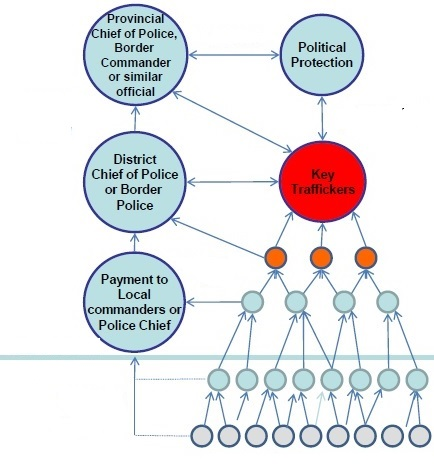 Provincial
Chief of Police,
Border
Commander
or similar
official
Political
Protection
District
Chief of Police
or Border
Police
Key
Traffickers
Payment to
Local
commanders or
Police Chief